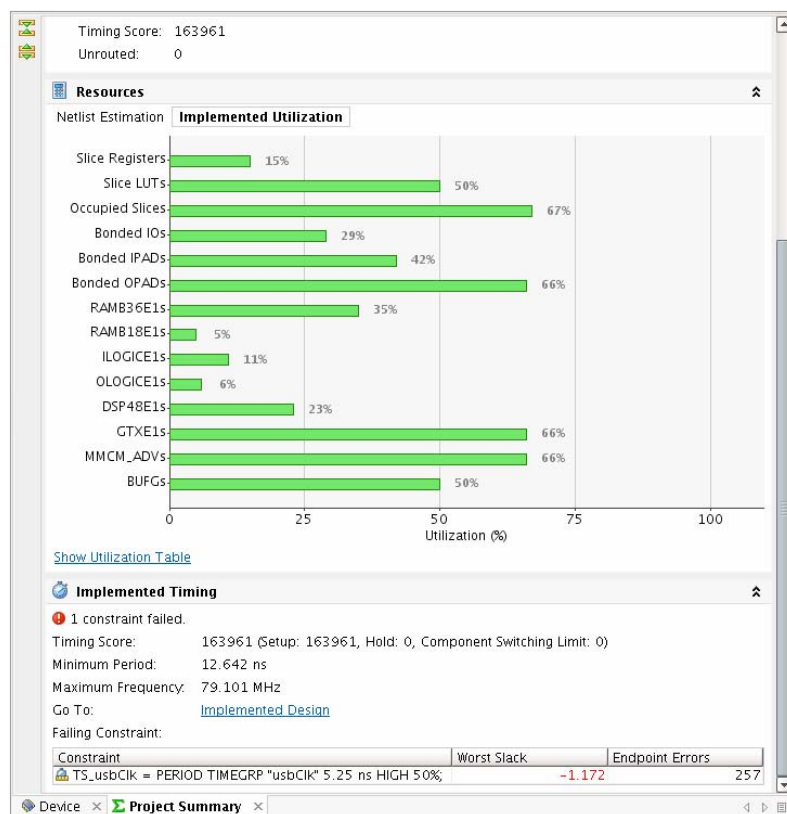 Timing Score: 163961
Unrouted: 0
Resources
Netlist Estimation Implemented Utilization
Slice Registers 15%
Slice LUTs 50%
Occupied Slices 67%
Bonded IOs 29%
Bonded IPADs 42%
Bonded OPADs 66%
RAMB36E1s 35%
RAMB18E1s 5%
ILOGICE1s 11%
OLOGICE1s 6%
DSP48E1s 23%
GTXE1s 66%
MMCM_ADVs 66%
BUFGs 50%
0 25 50 75 100
Utilization (%)
Show Utilization Table
Implemented Timing
1 constraint failed.
Timing Score: 163961 (Setup: 163961, Hold: 0, Component Switching Limit: 0)
Minimum Period: 12.642 ns
Maximum Frequency: 79.101 MHz
Go To: Implemented Design
Failing Constraint:
Constraint Worst Slack Endpoint Errors
TS_usbClk = PERIOD TIMEGRP "usbClk" 5.25 ns HIGH 50%; -1.172 257
Device Σ Project Summary